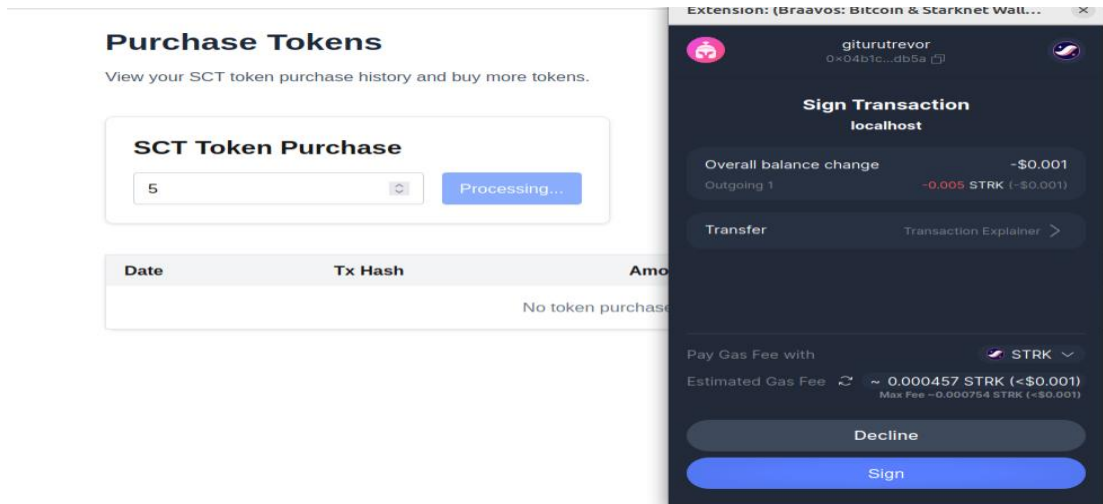 Purchase Tokens
View your SCT token purchase history and buy more tokens.
SCT Token Purchase
5
Processing...
Date Tx Hash Amo
No token purchase
Extension: (Braavos: Bitcoin & Starknet Wall... ×
giturutrevor
0×04b1c...db5a
Sign Transaction
localhost
Overall balance change -$0.001
Outgoing 1 -0.005 STRK (-$0.001)
Transfer Transaction Explainer >
Pay Gas Fee with STRK
Estimated Gas Fee ~ 0.000457 STRK (<$0.001)
Max Fee ~0.000754 STRK (<$0.001)
Decline
Sign